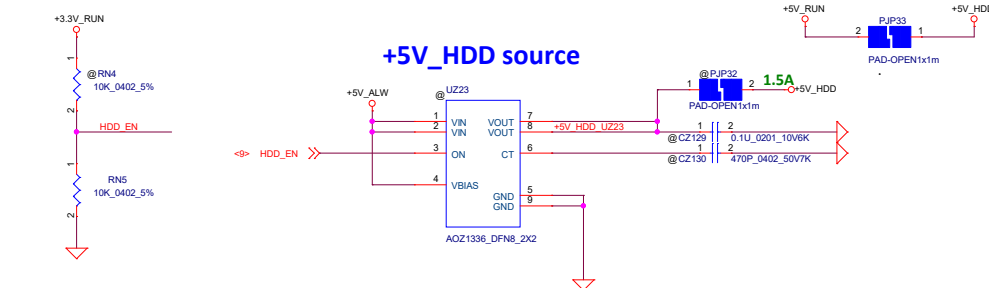 +3.3V_RUN
1
@RN4
10K_0402_5%
2
HDD_EN
1
RN5
10K_0402_5%
2
+5V_HDD source
+5V_ALW
@
UZ23
1
VIN
2
VIN
3
ON
4
VBIAS
VOUT
7
VOUT
8
CT
6
GND
5
GND
9
AOZ1336_DFN8_2X2
<9> HDD_EN
+5V_HDD_UZ23
@PJP32
1
2
1.5A
+5V_HDD
PAD-OPEN1x1m
1
2
@CZ129
0.1U_0201_10V6K
1
2
@CZ130
470P_0402_50V7K
+5V_RUN
PJP33
2
1
+5V_HDD
PAD-OPEN1x1m